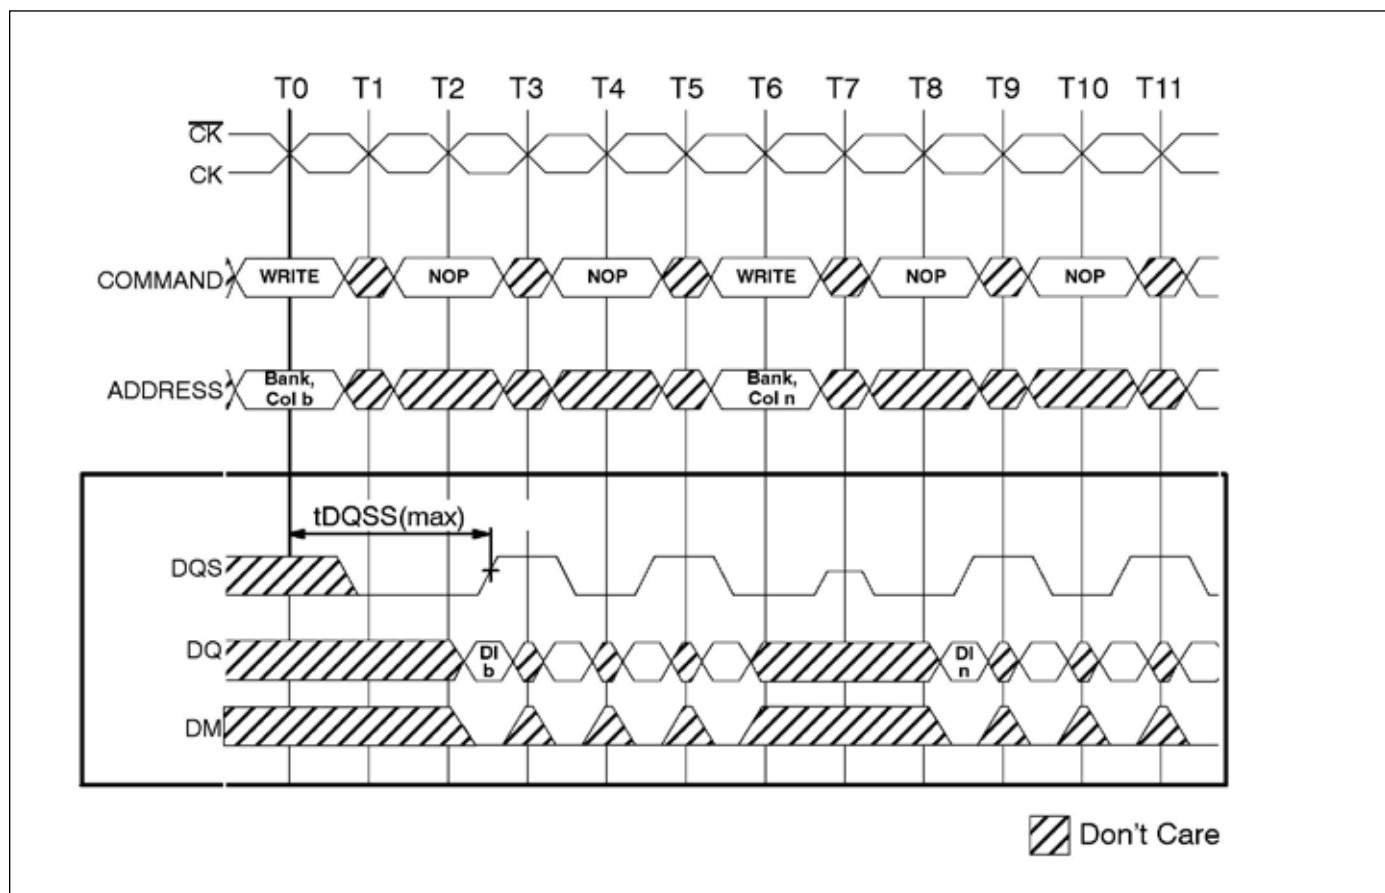 T0 T1 T2 T3 T4 T5 T6 T7 T8 T9 T10 T11
CK
CK
COMMAND WRITE NOP NOP WRITE NOP NOP
ADDRESS Bank, Col b Bank, Col n
tDQSS(max)
DQS
DQ DI b DI n
DM
Don't Care